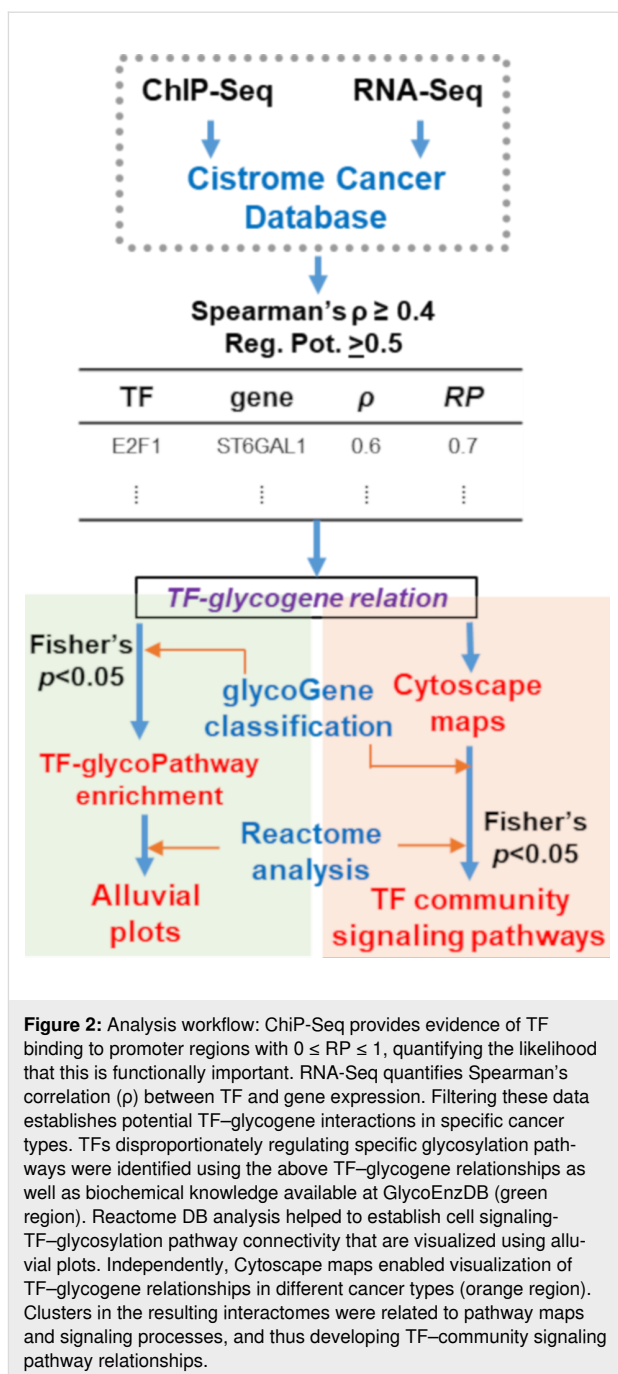 ChIP-Seq RNA-Seq
Cistrome Cancer
Database
Spearman's ρ ≥ 0.4
Reg. Pot. ≥0.5
TF gene ρ RP
E2F1 ST6GAL1 0.6 0.7
⋮ ⋮ ⋮ ⋮
TF-glycogene relation
Fisher's
p<0.05
glycoGene
classification
Cytoscape
maps
TF-glycoPathway
enrichment
Reactome
analysis
Fisher's
p<0.05
Alluvial
plots
TF community
signaling pathways
Figure 2: Analysis workflow: ChiP-Seq provides evidence of TF
binding to promoter regions with 0 ≤ RP ≤ 1, quantifying the likelihood
that this is functionally important. RNA-Seq quantifies Spearman's
correlation (ρ) between TF and gene expression. Filtering these data
establishes potential TF–glycogene interactions in specific cancer
types. TFs disproportionately regulating specific glycosylation path-
ways were identified using the above TF–glycogene relationships as
well as biochemical knowledge available at GlycoEnzDB (green
region). Reactome DB analysis helped to establish cell signaling-
TF–glycosylation pathway connectivity that are visualized using allu-
vial plots. Independently, Cytoscape maps enabled visualization of
TF–glycogene relationships in different cancer types (orange region).
Clusters in the resulting interactomes were related to pathway maps
and signaling processes, and thus developing TF–community signaling
pathway relationships.